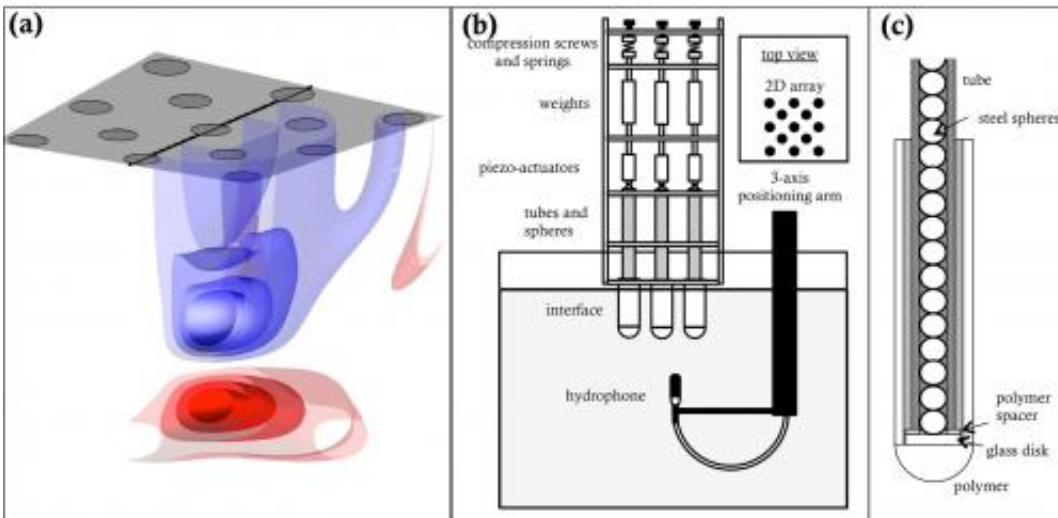 (a)
(b)
compression screws
and springs
weights
piezo-actuators
tubes and
spheres
interface
hydrophone
top view
2D array
3-axis
positioning arm
(c)
tube
steel spheres
polymer
spacer
glass disk
polymer